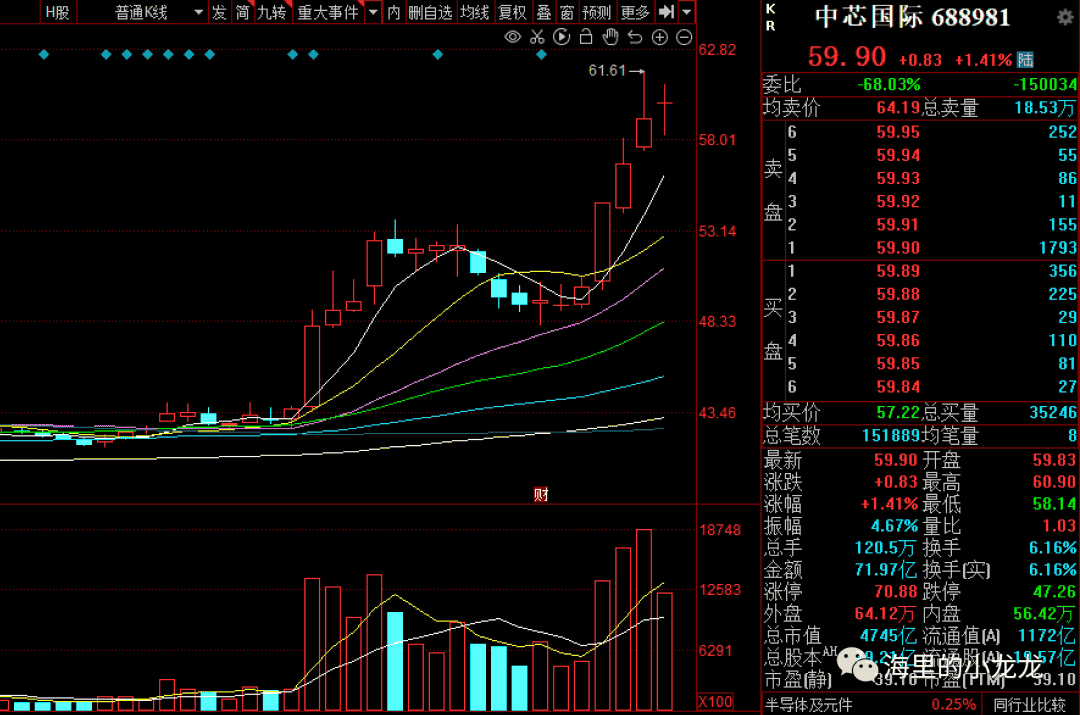 H股 普通K线 发 简 九转 重大事件 内 删自选 均线 复权 叠 窗 预测 更多
K
R
中芯国际 688981
59.90 +0.83 +1.41% 陆
62.82
61.61
58.01
53.14
48.33
43.46
财
18748
12583
6291
X100
委比 -68.03% -150034
均卖价 64.19 总卖量 18.53万
卖盘
6 59.95 252
5 59.94 55
4 59.93 86
3 59.92 11
2 59.91 155
1 59.90 1793
买盘
1 59.89 356
2 59.88 225
3 59.87 29
4 59.86 110
5 59.85 81
6 59.84 27
均买价 57.22 总买量 35246
总笔数 151889 均笔量 8
最新 59.90 开盘 59.83
涨跌 +0.83 最高 60.90
涨幅 +1.41% 最低 58.14
振幅 4.67% 量比 1.03
总手 120.5万 换手 6.16%
金额 71.97亿 换手(实) 6.16%
涨停 70.88 跌停 47.26
外盘 64.12万 内盘 56.42万
总市值 4745亿 流通值(A) 1172亿
总股本AH 流通股(A) 19.57亿
海里的小龙龙
市盈(静) 市盈(TTM)
半导体及元件 0.25% 同行业比较